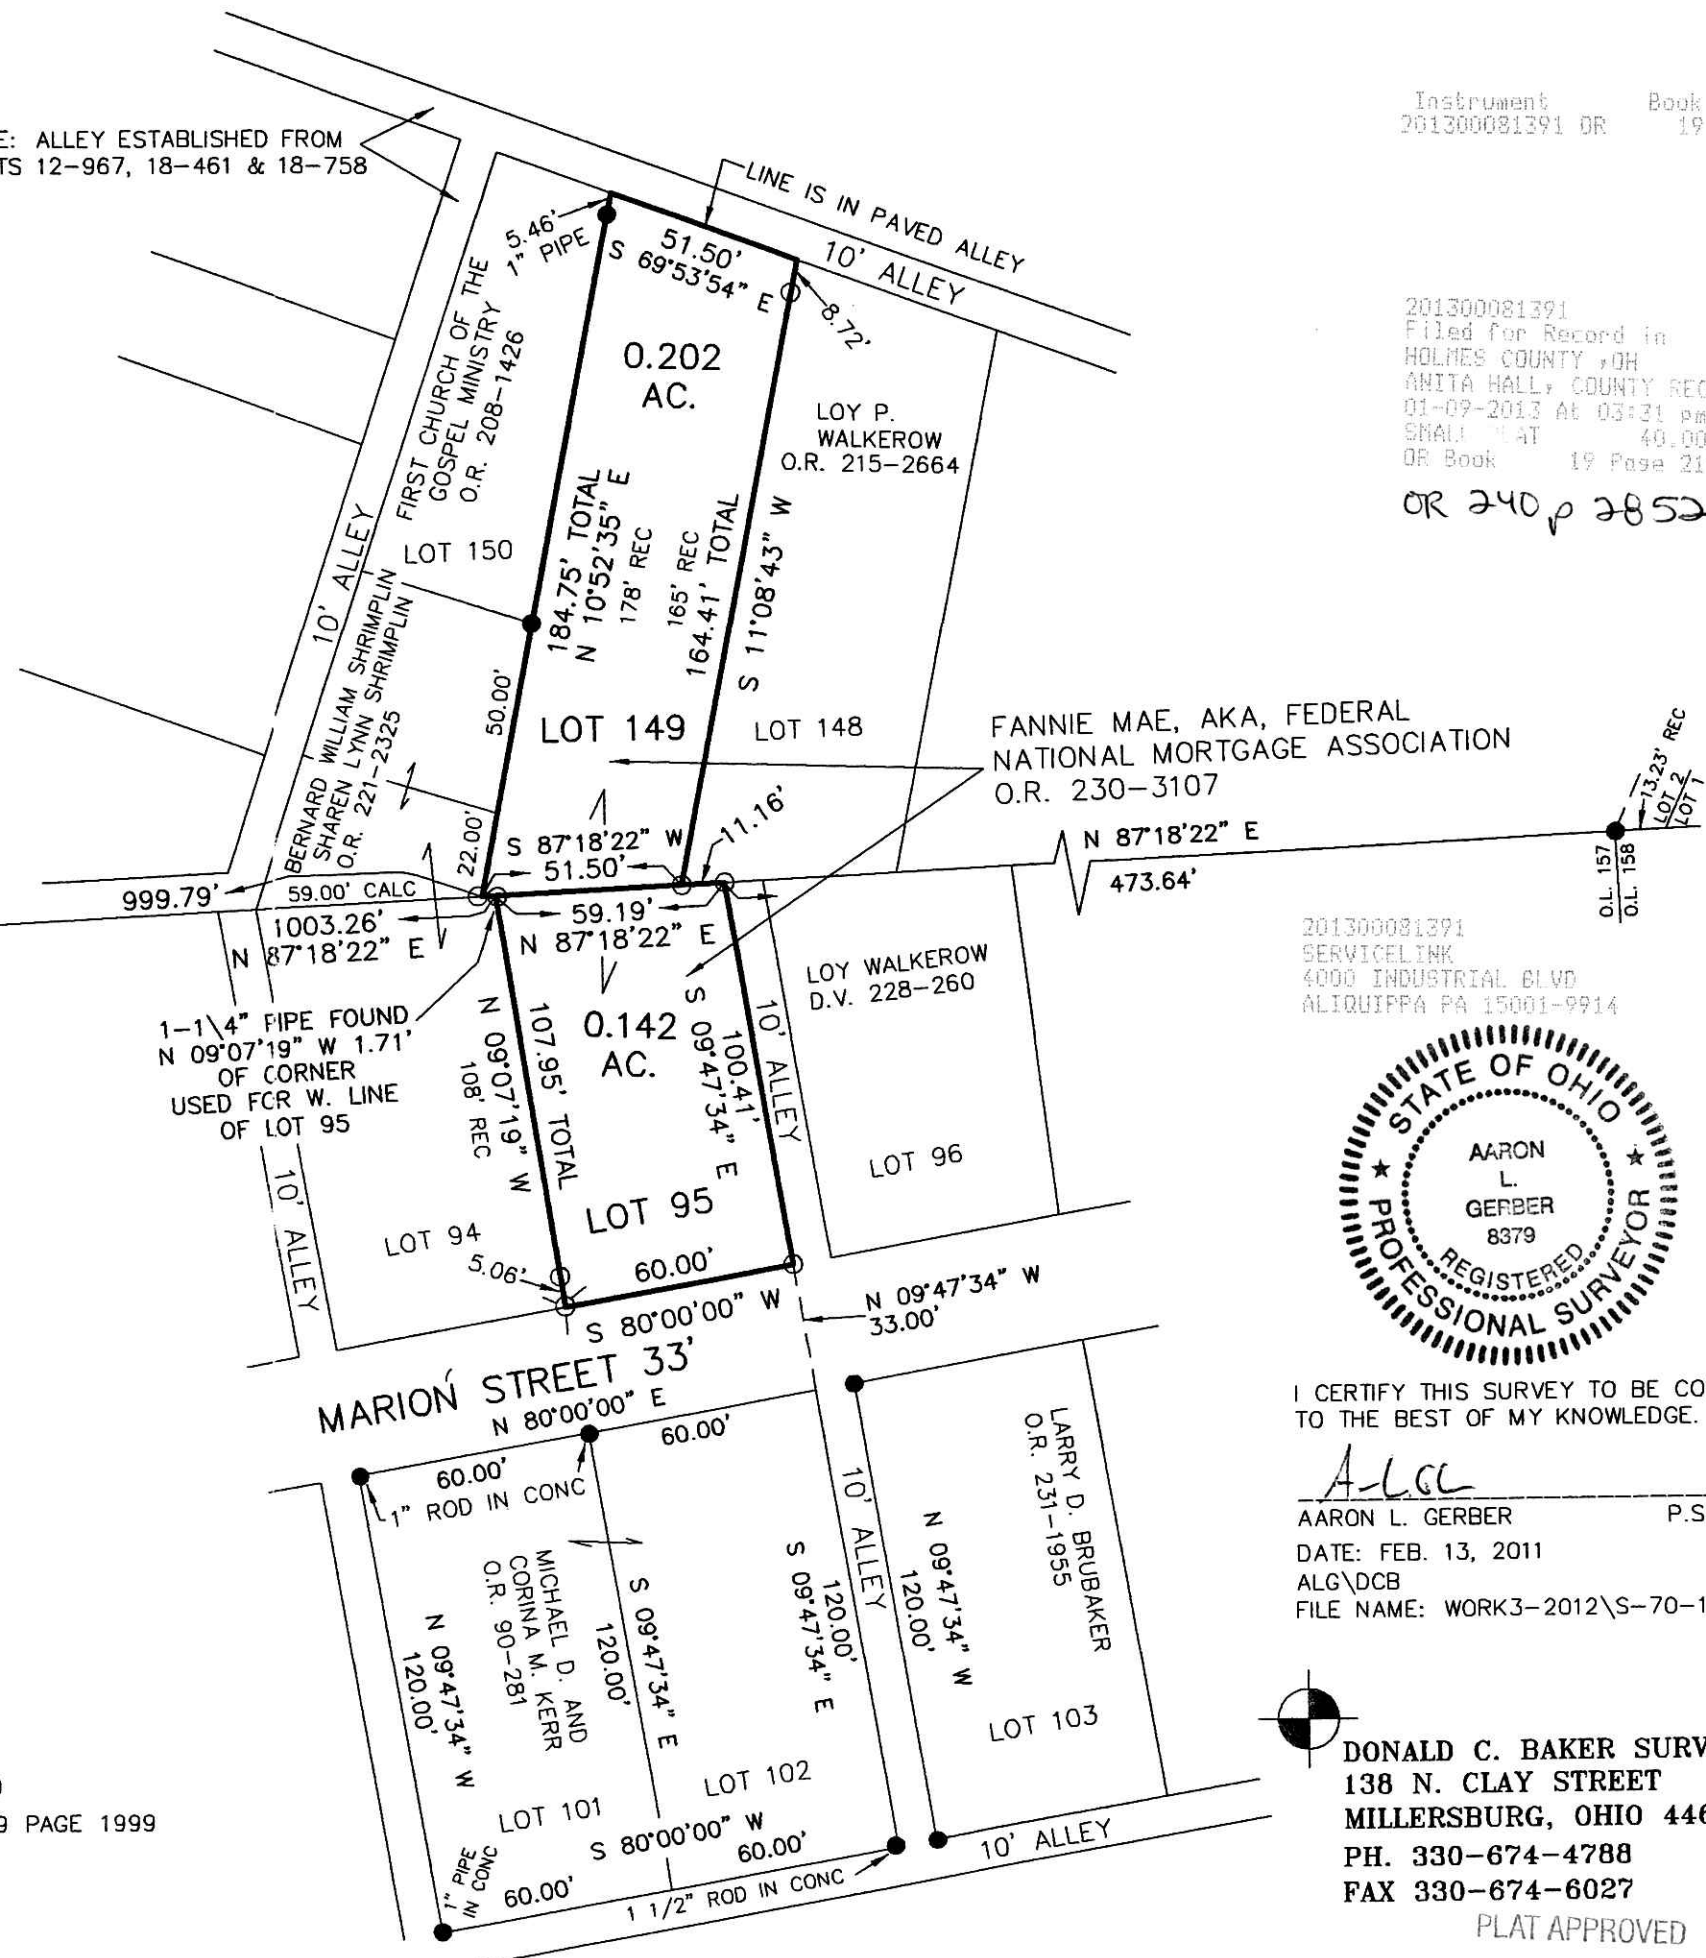 Instrument Book
201300081391 OR 19
E: ALLEY ESTABLISHED FROM
TS 12-967, 18-461 & 18-758
LINE IS IN PAVED ALLEY
5.46'
1" PIPE
51.50'
S 69°53'54" E
10' ALLEY
8.72'
201300081391
Filed for Record in
HOLMES COUNTY ,OH
ANITA HALL, COUNTY REC
01-09-2013 At 03:31 pm
SMALL PLAT 40.00
OR Book 19 Page 21
OR 240 p 2852
FIRST CHURCH OF THE
GOSPEL MINISTRY
O.R. 208-1426
0.202
AC.
LOY P.
WALKEROW
O.R. 215-2664
LOT 150
10' ALLEY
184.75' TOTAL
N 10°52'35" E
178' REC
165' REC
164.41' TOTAL
S 11°08'43" W
BERNARD WILLIAM SHRIMPLIN
SHAREN LYNN SHRIMPLIN
O.R. 221-2325
50.00'
LOT 149
LOT 148
FANNIE MAE, AKA, FEDERAL
NATIONAL MORTGAGE ASSOCIATION
O.R. 230-3107
13.23' REC
LOT 2
LOT 1
22.00'
S 87°18'22" W
51.50'
11.16'
N 87°18'22" E
473.64'
O.L. 157
O.L. 158
999.79'
59.00' CALC
1003.26'
N 87°18'22" E
59.19'
N 87°18'22" E
201300081391
SERVICELINK
4000 INDUSTRIAL BLVD
ALIQUIPPA PA 15001-9914
LOY WALKEROW
D.V. 228-260
1-1\4" PIPE FOUND
N 09°07'19" W 1.71'
OF CORNER
USED FOR W. LINE
OF LOT 95
N 09°07'19" W
108' REC
107.95' TOTAL
0.142
AC.
S 09°47'34" E
100.41'
10' ALLEY
LOT 96
LOT 95
10' ALLEY
LOT 94
5.06'
60.00'
S 80°00'00" W
N 09°47'34" W
33.00'
STATE OF OHIO
AARON
L.
GERBER
8379
REGISTERED
PROFESSIONAL SURVEYOR
MARION STREET 33'
N 80°00'00" E
60.00'
60.00'
1" ROD IN CONC
I CERTIFY THIS SURVEY TO BE CO
TO THE BEST OF MY KNOWLEDGE.
AARON L. GERBER P.S
DATE: FEB. 13, 2011
ALG\DCB
FILE NAME: WORK3-2012\S-70-1
N 09°47'34" W
120.00'
MICHAEL D. AND
CORINA M. KERR
O.R. 90-281
S 09°47'34" E
120.00'
S 09°47'34" E
120.00'
10' ALLEY
N 09°47'34" W
120.00'
LARRY D. BRUBAKER
O.R. 231-1955
LOT 101
LOT 102
LOT 103
S 80°00'00" W
60.00'
60.00'
1" PIPE
IN CONC
1 1/2" ROD IN CONC
10' ALLEY
9 PAGE 1999
DONALD C. BAKER SURV
138 N. CLAY STREET
MILLERSBURG, OHIO 446
PH. 330-674-4788
FAX 330-674-6027
PLAT APPROVED